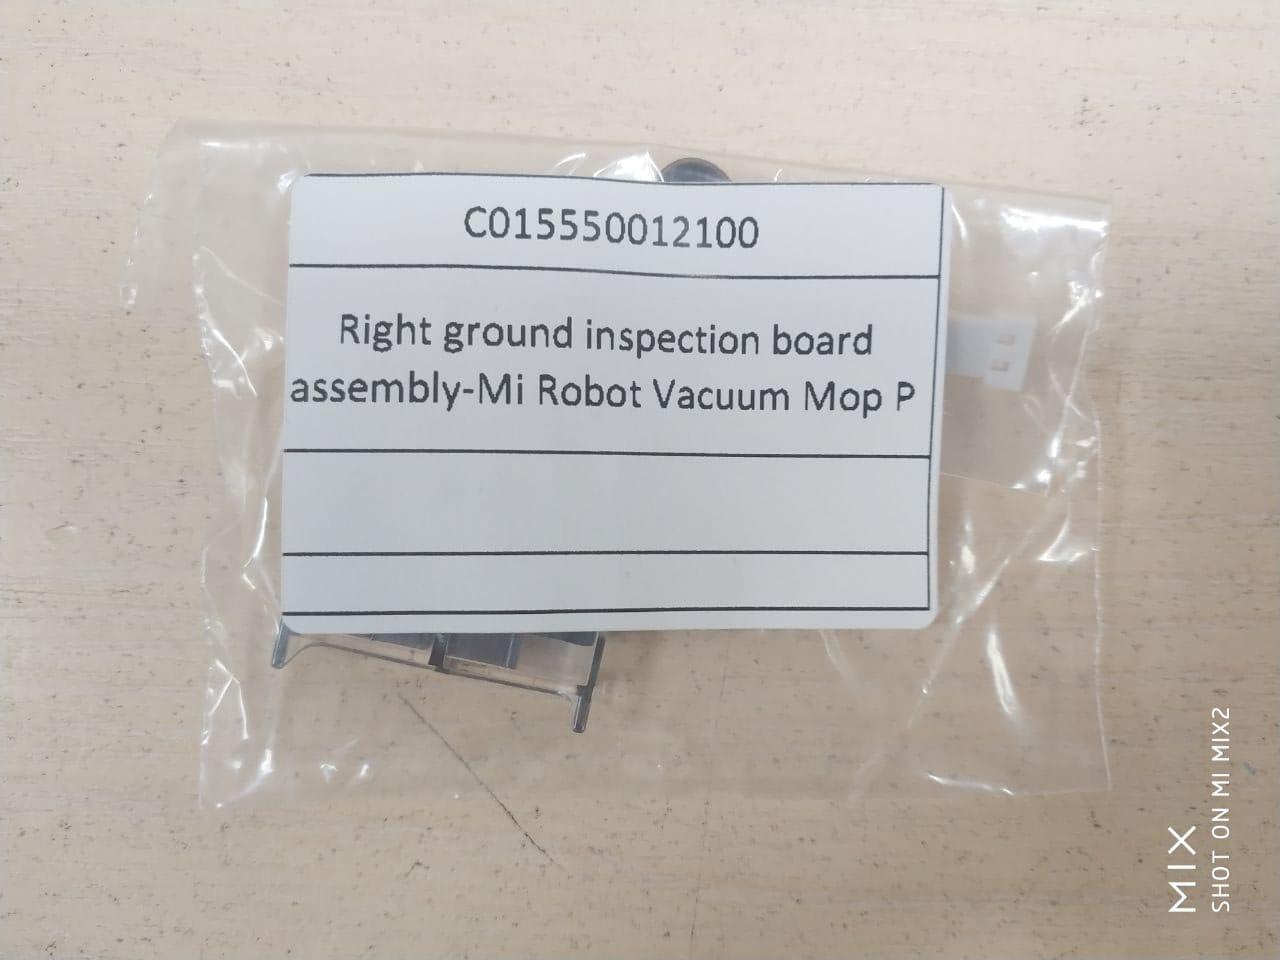 C015550012100
Right ground inspection board
assembly-Mi Robot Vacuum Mop P
MIX
SHOT ON MI MIX2